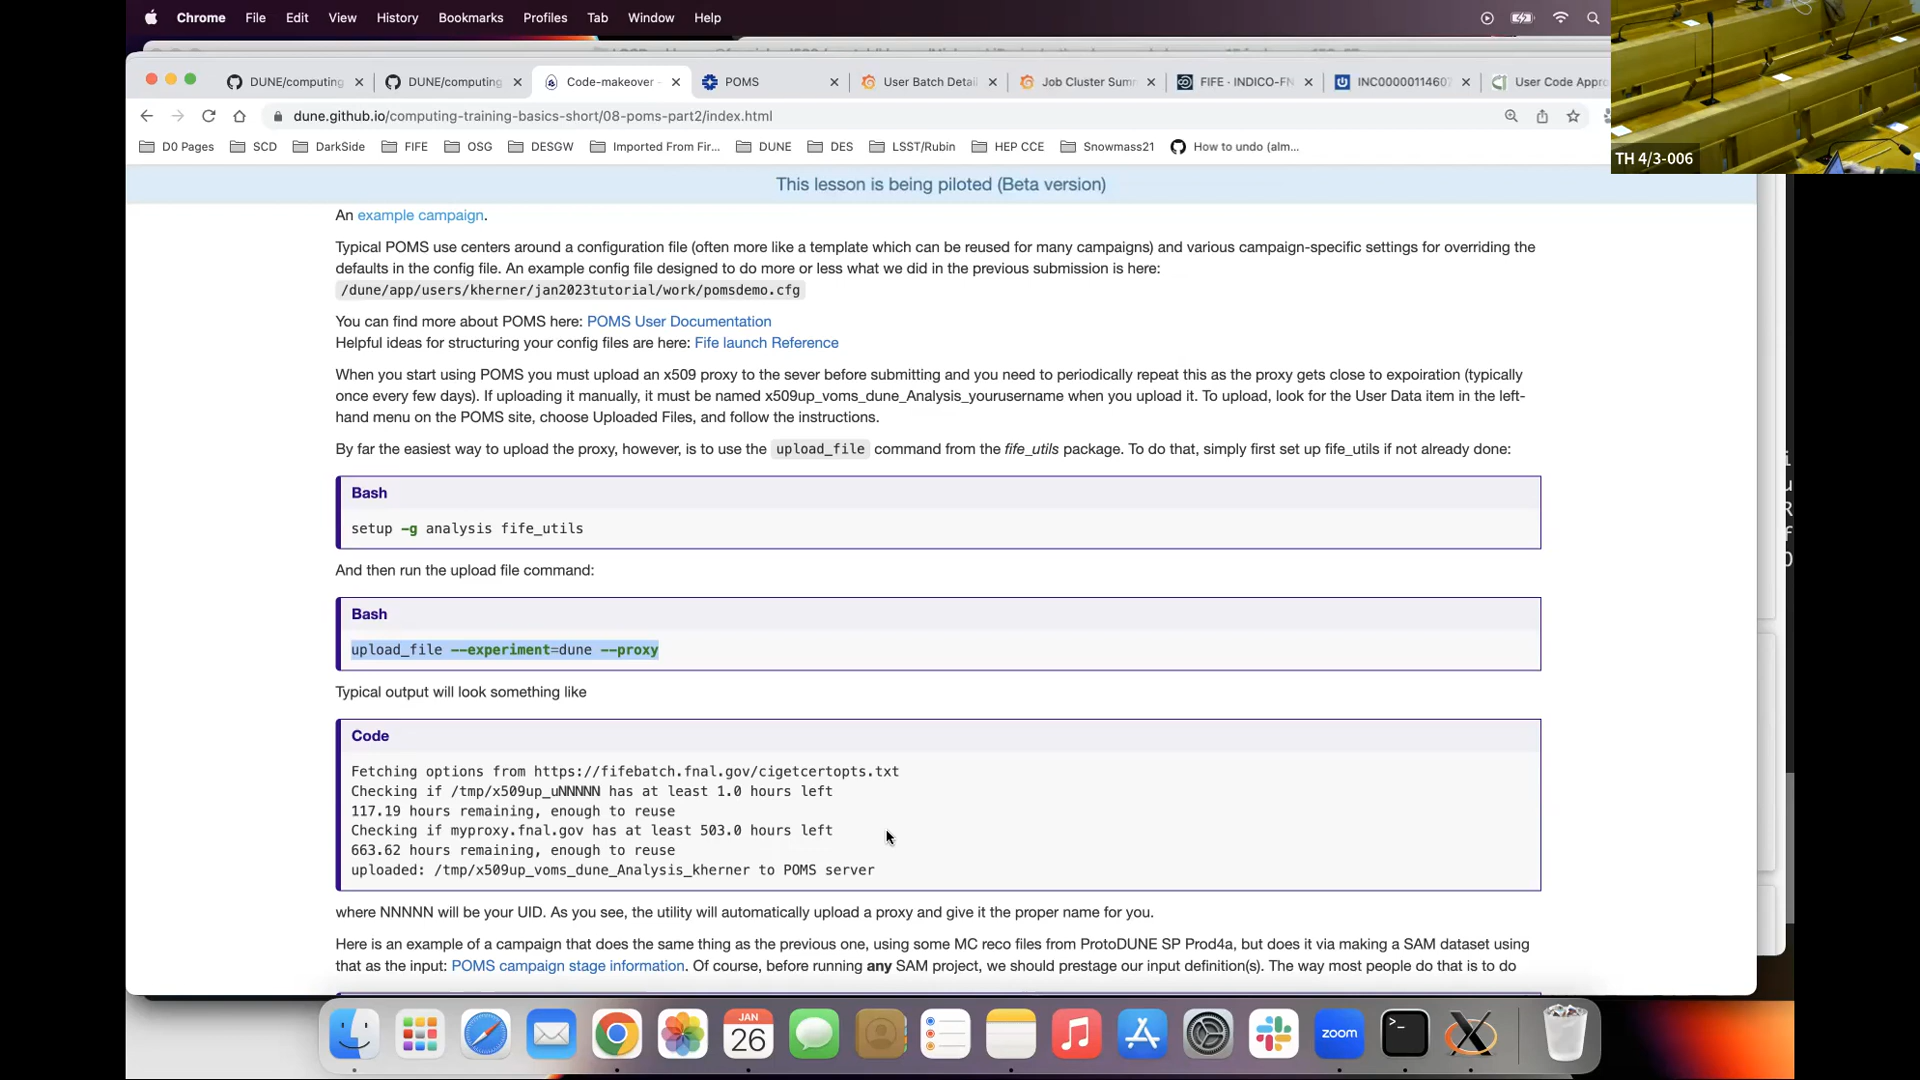 Chrome File Edit View History Bookmarks Profiles Tab Window Help
DUNE/computing DUNE/computing Code-makeover - POMS User Batch Detail Job Cluster Summ FIFE · INDICO-FN INC00000114607 User Code Appro
dune.github.io/computing-training-basics-short/08-poms-part2/index.html
D0 Pages SCD DarkSide FIFE OSG DESGW Imported From Fir... DUNE DES LSST/Rubin HEP CCE Snowmass21 How to undo (alm...
TH 4/3-006
This lesson is being piloted (Beta version)
An example campaign.
Typical POMS use centers around a configuration file (often more like a template which can be reused for many campaigns) and various campaign-specific settings for overriding the
defaults in the config file. An example config file designed to do more or less what we did in the previous submission is here:
/dune/app/users/kherner/jan2023tutorial/work/pomsdemo.cfg
You can find more about POMS here: POMS User Documentation
Helpful ideas for structuring your config files are here: Fife launch Reference
When you start using POMS you must upload an x509 proxy to the sever before submitting and you need to periodically repeat this as the proxy gets close to expoiration (typically
once every few days). If uploading it manually, it must be named x509up_voms_dune_Analysis_yourusername when you upload it. To upload, look for the User Data item in the left-
hand menu on the POMS site, choose Uploaded Files, and follow the instructions.
By far the easiest way to upload the proxy, however, is to use the upload_file command from the fife_utils package. To do that, simply first set up fife_utils if not already done:
Bash
setup -g analysis fife_utils
And then run the upload file command:
Bash
upload_file --experiment=dune --proxy
Typical output will look something like
Code
Fetching options from https://fifebatch.fnal.gov/cigetcertopts.txt
Checking if /tmp/x509up_uNNNNN has at least 1.0 hours left
117.19 hours remaining, enough to reuse
Checking if myproxy.fnal.gov has at least 503.0 hours left
663.62 hours remaining, enough to reuse
uploaded: /tmp/x509up_voms_dune_Analysis_kherner to POMS server
where NNNNN will be your UID. As you see, the utility will automatically upload a proxy and give it the proper name for you.
Here is an example of a campaign that does the same thing as the previous one, using some MC reco files from ProtoDUNE SP Prod4a, but does it via making a SAM dataset using
that as the input: POMS campaign stage information. Of course, before running any SAM project, we should prestage our input definition(s). The way most people do that is to do
JAN
26
zoom